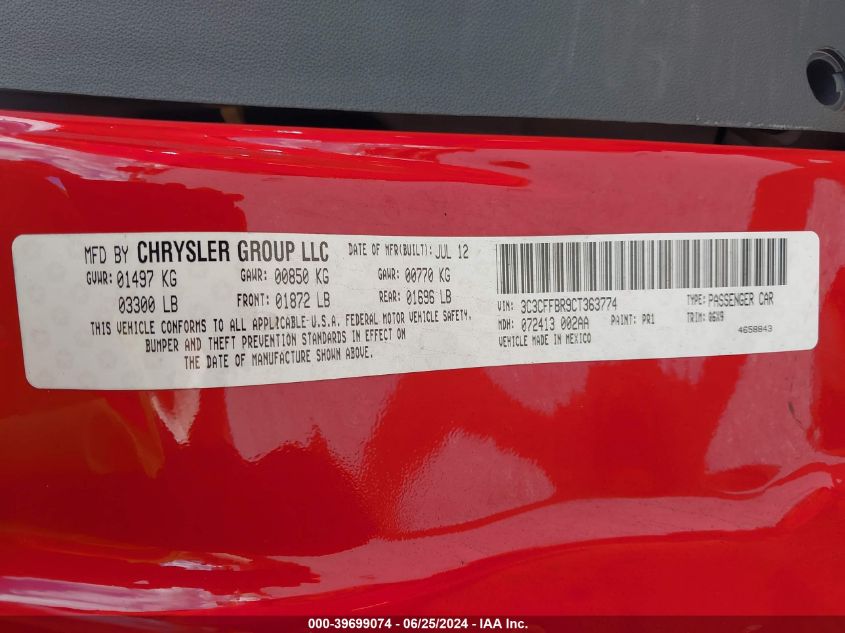 MFD BY CHRYSLER GROUP LLC DATE OF MFR(BUILT): JUL 12
GVWR: 01497 KG GAWR: 00850 KG GAWR: 00770 KG
03300 LB FRONT: 01872 LB REAR: 01696 LB
THIS VEHICLE CONFORMS TO ALL APPLICABLE U.S.A. FEDERAL MOTOR VEHICLE SAFETY,
BUMPER AND THEFT PREVENTION STANDARDS IN EFFECT ON
THE DATE OF MANUFACTURE SHOWN ABOVE.
VIN: 3C3CFFBR9CT363774 TYPE: PASSENGER CAR
MDH: 072413 002AA PAINT: PR1 TRIM: A6X9
VEHICLE MADE IN MEXICO 4658843
000-39699074 - 06/25/2024 - IAA Inc.